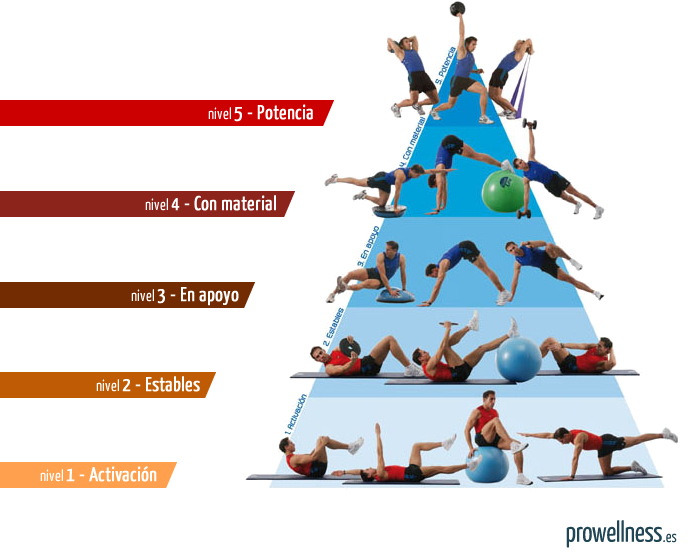 5. Potencia
nivel 5 - Potencia
4. Con material
nivel 4 - Con material
3. En apoyo
nivel 3 - En apoyo
2. Estables
nivel 2 - Estables
1. Activación
nivel 1 - Activación
prowellness.es